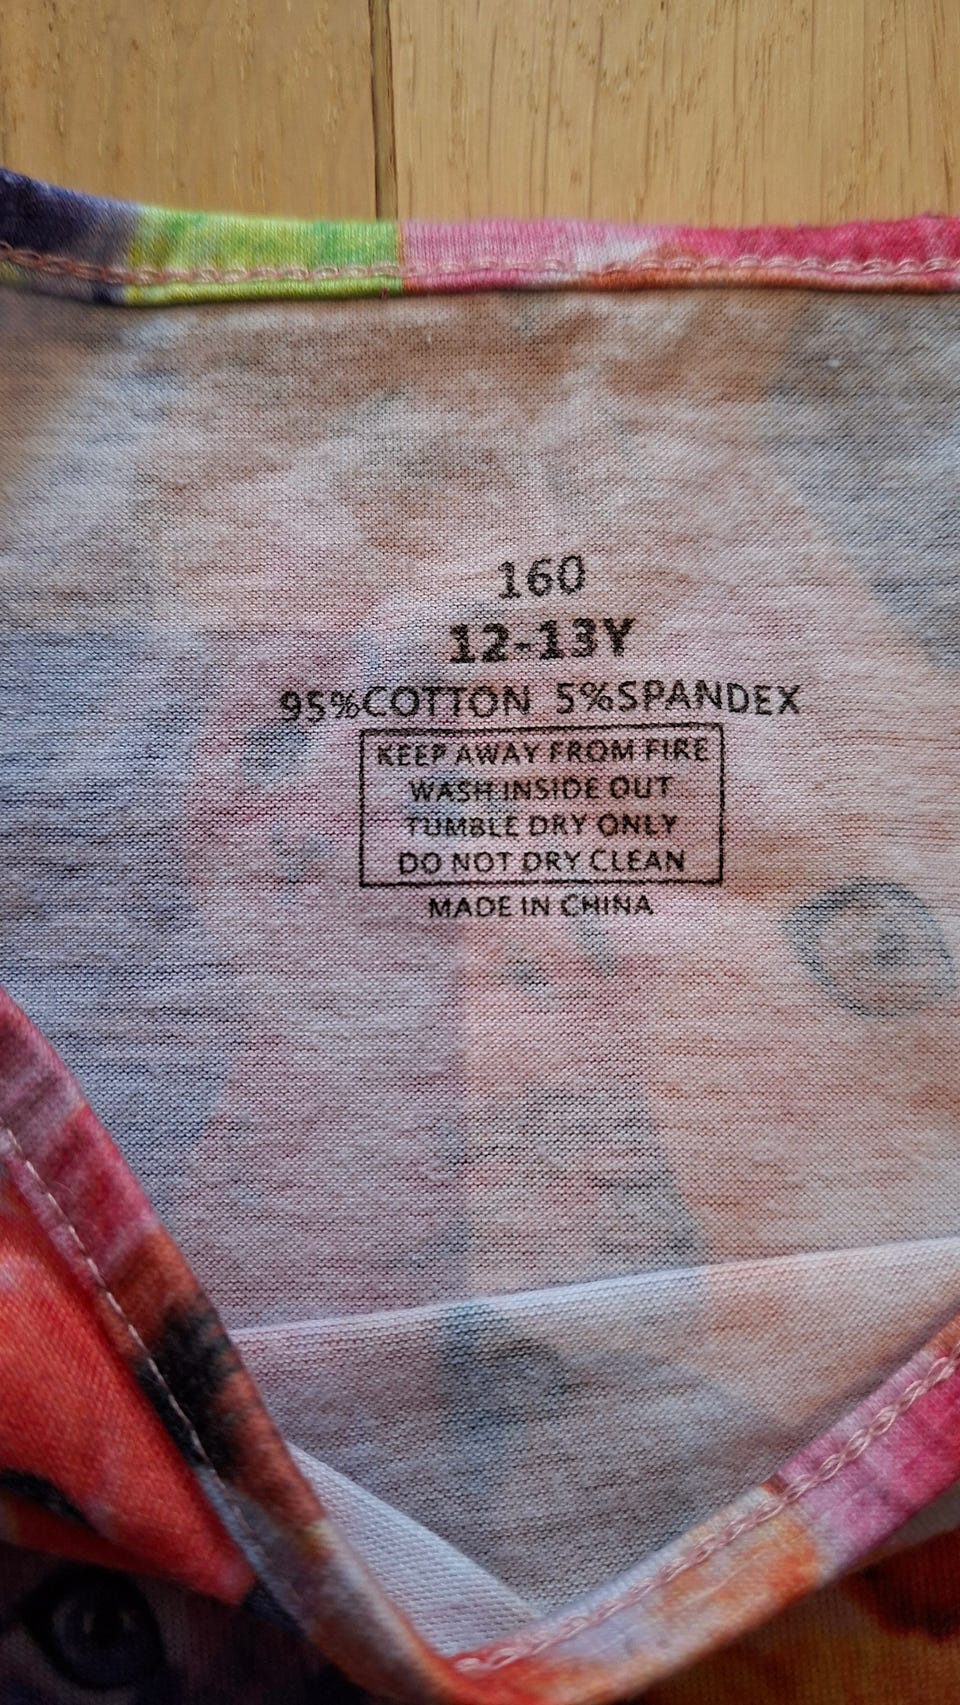 160
12-13Y
95%COTTON 5%SPANDEX
KEEP AWAY FROM FIRE
WASH INSIDE OUT
TUMBLE DRY ONLY
DO NOT DRY CLEAN
MADE IN CHINA